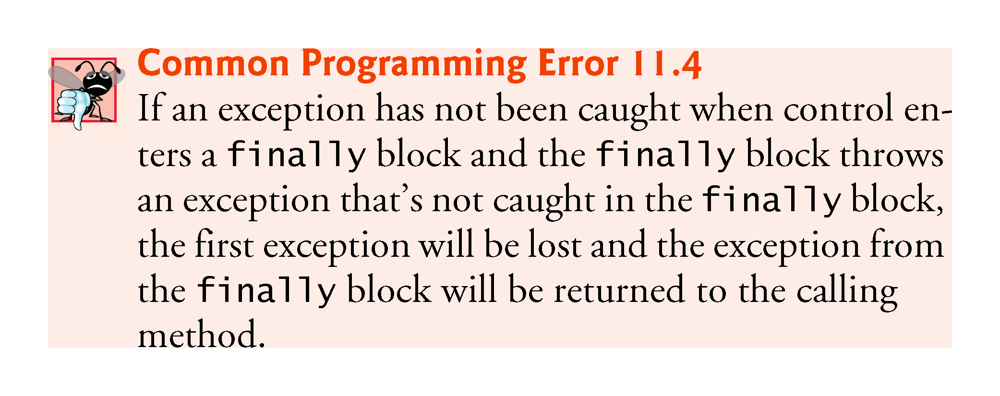 Common Programming Error 11.4
If an exception has not been caught when control en-
ters a finally block and the finally block throws
an exception that’s not caught in the finally block,
the first exception will be lost and the exception from
the finally block will be returned to the calling
method.